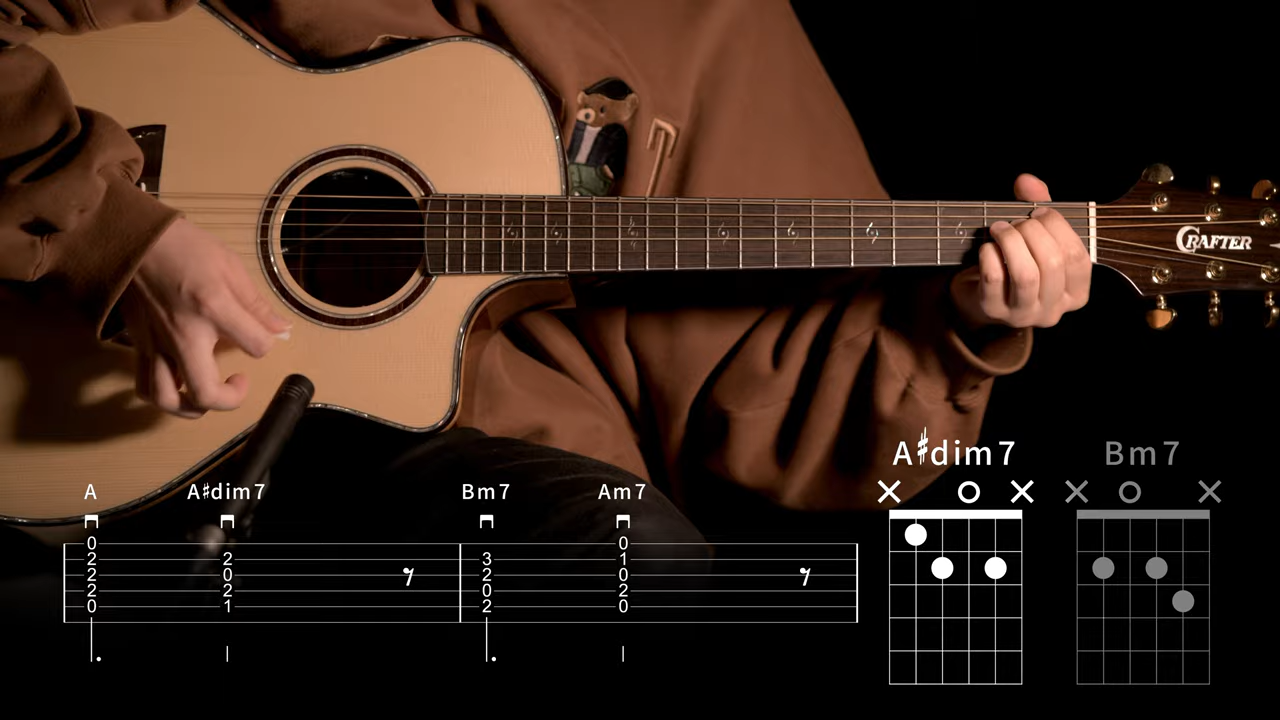 CRAFTER
A A♯dim7 Bm7 Am7
0 0
2 2 3 1
2 0 2 0
2 2 0 2
0 1 2 0
A♯dim7 Bm7
× ○ × × ○ ×